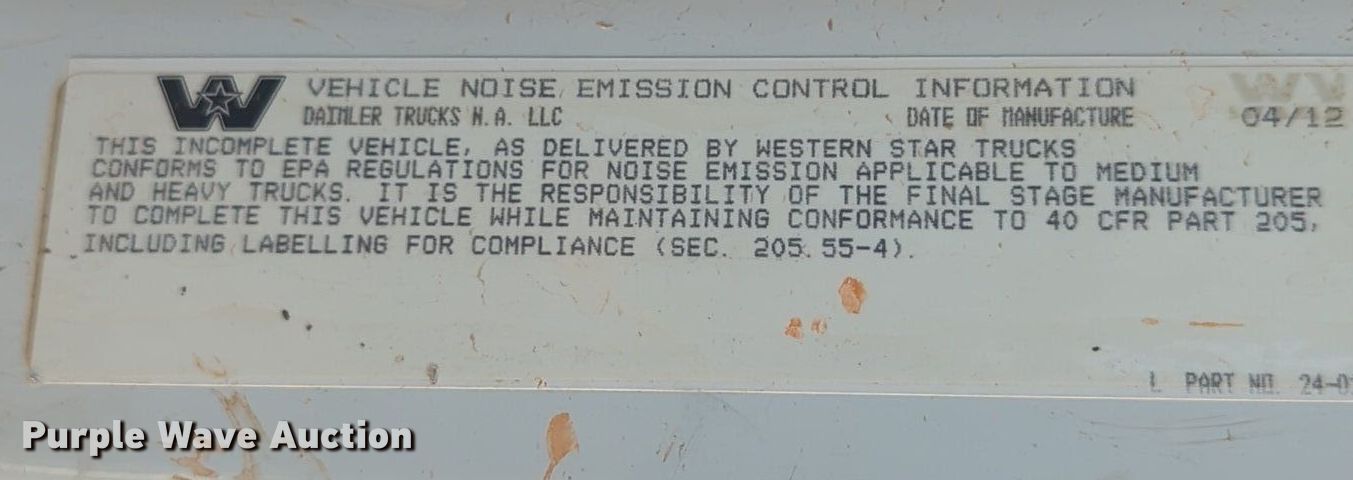 VEHICLE NOISE EMISSION CONTROL INFORMATION
DAIMLER TRUCKS N.A. LLC DATE OF MANUFACTURE 04/12
THIS INCOMPLETE VEHICLE, AS DELIVERED BY WESTERN STAR TRUCKS
CONFORMS TO EPA REGULATIONS FOR NOISE EMISSION APPLICABLE TO MEDIUM
AND HEAVY TRUCKS. IT IS THE RESPONSIBILITY OF THE FINAL STAGE MANUFACTURER
TO COMPLETE THIS VEHICLE WHILE MAINTAINING CONFORMANCE TO 40 CFR PART 205,
INCLUDING LABELLING FOR COMPLIANCE (SEC. 205.55-4).
PART NO. 24-0
Purple Wave Auction